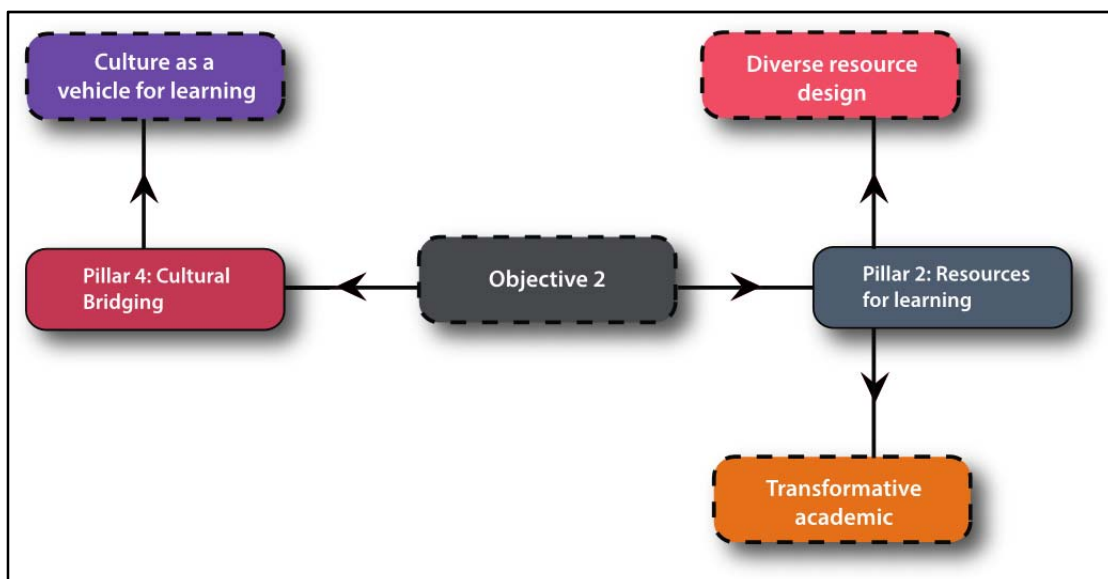 Culture as a
vehicle for learning
Diverse resource
design
Pillar 4: Cultural
Bridging
Objective 2
Pillar 2: Resources
for learning
Transformative
academic